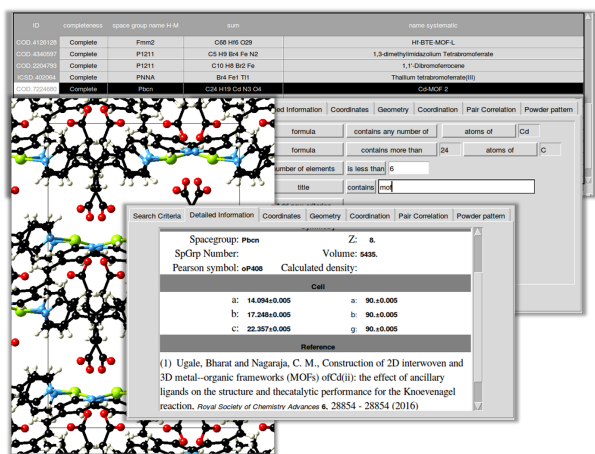 ID completeness space group name H-M sum name systematic
COD.4126128 Complete Fmm2 C68 Hf6 O29 Hf-BTE-MOF-L
COD.4340597 Complete P1211 C5 H9 Br4 Fe N2 1,3-dimethylimidazolium Tetrabromoferrate
COD.2204793 Complete P1211 C10 H8 Br2 Fe 1,1'-Dibromoferrocene
ICSD.402064 Complete PNNA Br4 Fe1 Tl1 Thallium tetrabromoferrate(III)
COD.7224680 Complete Pbcn C24 H19 Cd N3 O4 Cd-MOF 2
Information Coordinates Geometry Coordination Pair Correlation Powder pattern
formula contains any number of atoms of Cd
formula contains more than 24 atoms of C
number of elements is less than 6
title contains mof
Search Criteria Detailed Information Coordinates Geometry Coordination Pair Correlation Powder pattern
Spacegroup: Pbcn Z: 8.
SpGrp Number: Volume: 5435.
Pearson symbol: oP408 Calculated density:
Cell
a: 14.094±0.005 a: 90.±0.005
b: 17.248±0.005 b: 90.±0.005
c: 22.357±0.005 g: 90.±0.005
Reference
(1) Ugale, Bharat and Nagaraja, C. M., Construction of 2D interwoven and
3D metal--organic frameworks (MOFs) ofCd(ii): the effect of ancillary
ligands on the structure and thecatalytic performance for the Knoevenagel
reaction, Royal Society of Chemistry Advances 6, 28854 - 28854 (2016)